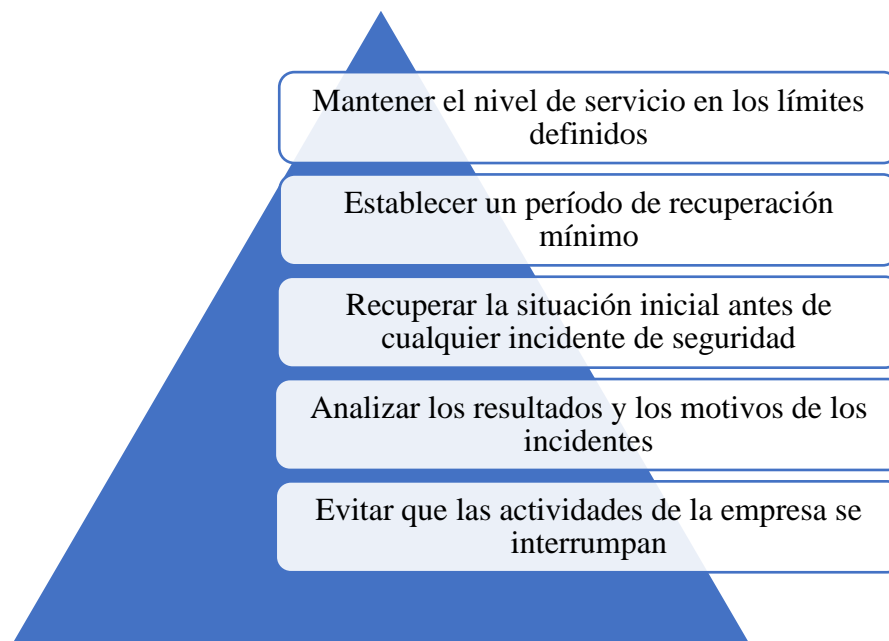 Mantener el nivel de servicio en los límites
definidos
Establecer un período de recuperación
mínimo
Recuperar la situación inicial antes de
cualquier incidente de seguridad
Analizar los resultados y los motivos de los
incidentes
Evitar que las actividades de la empresa se
interrumpan